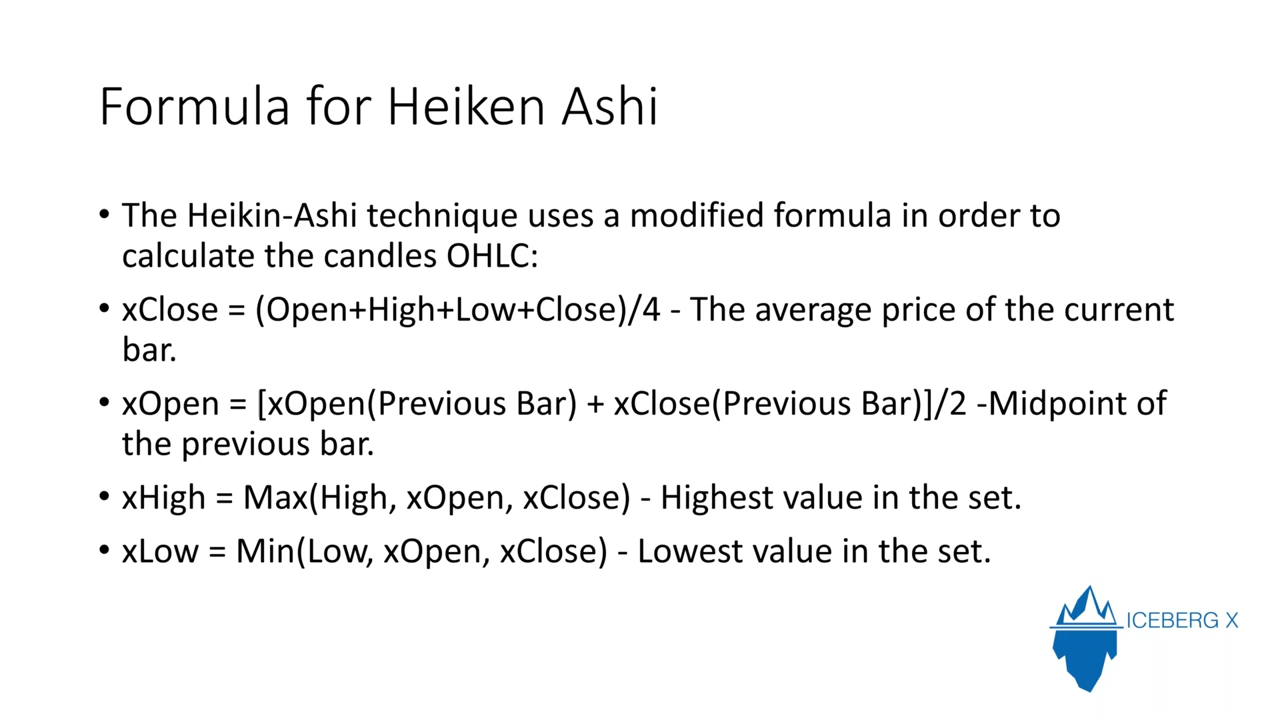 Formula for Heiken Ashi
• The Heikin-Ashi technique uses a modified formula in order to
calculate the candles OHLC:
• xClose = (Open+High+Low+Close)/4 - The average price of the current
bar.
• xOpen = [xOpen(Previous Bar) + xClose(Previous Bar)]/2 -Midpoint of
the previous bar.
• xHigh = Max(High, xOpen, xClose) - Highest value in the set.
• xLow = Min(Low, xOpen, xClose) - Lowest value in the set.
ICEBERG X